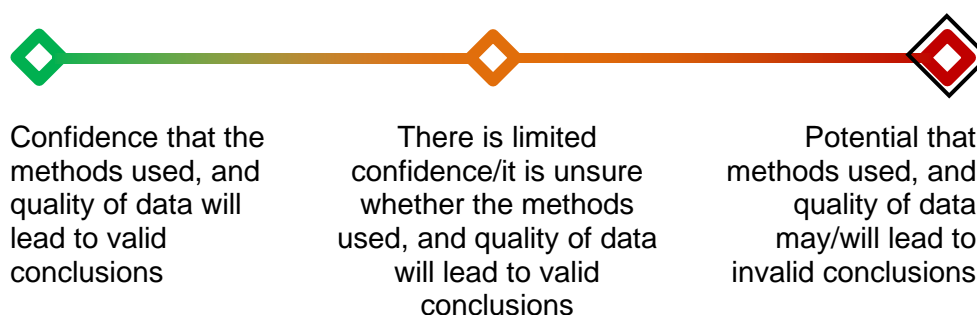 Confidence that the
methods used, and
quality of data will
lead to valid
conclusions
There is limited
confidence/it is unsure
whether the methods
used, and quality of data
will lead to valid
conclusions
Potential that
methods used, and
quality of data
may/will lead to
invalid conclusions